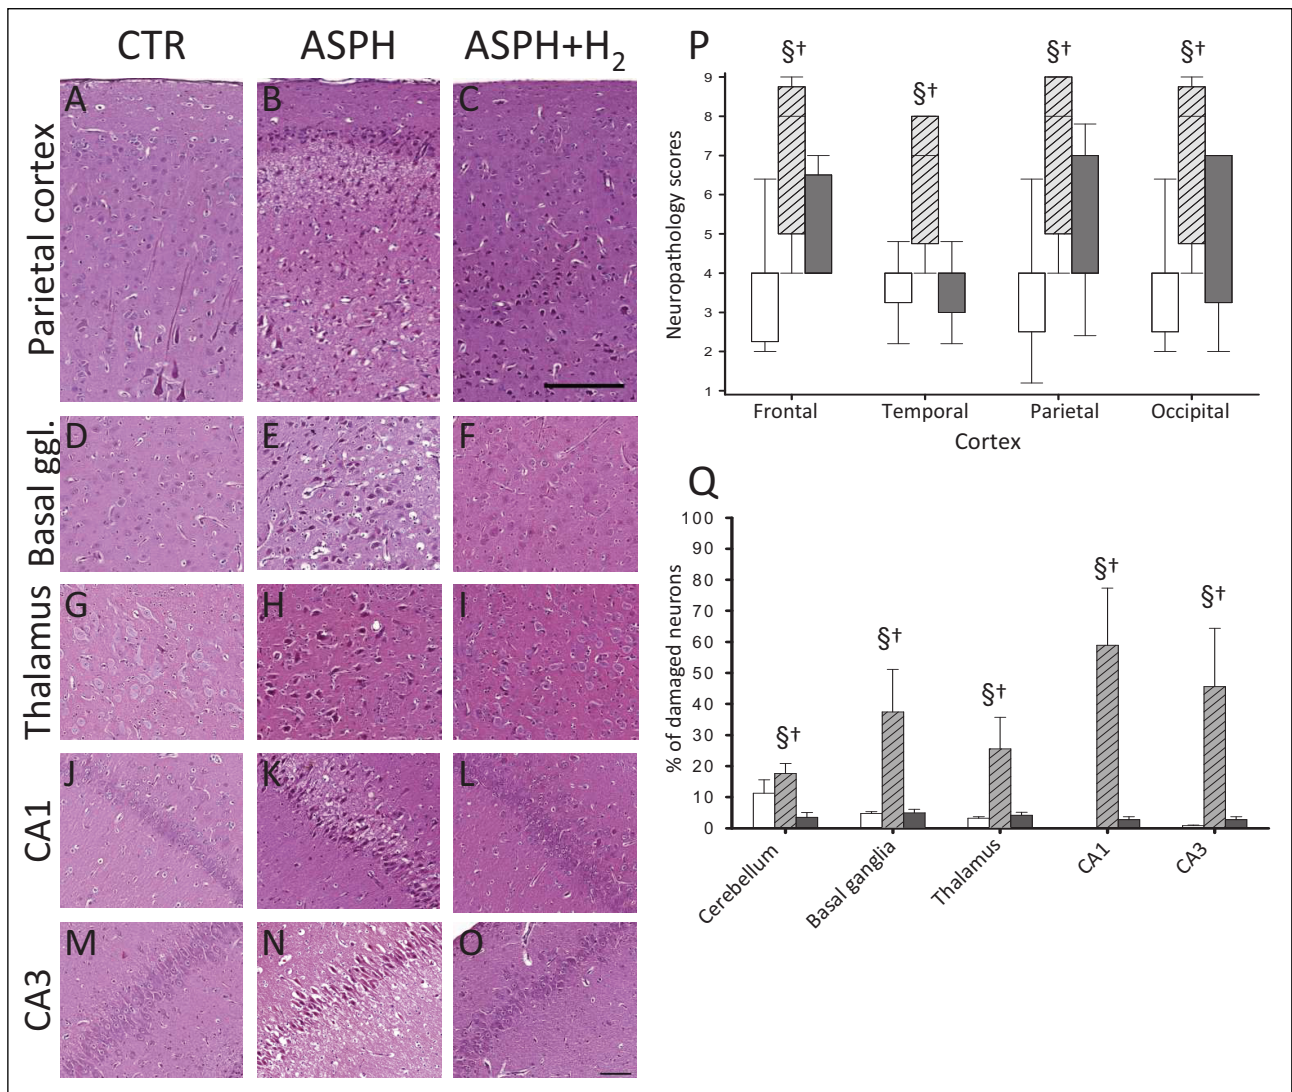 CTR ASPH ASPH+H2
Parietal cortex
A B C
Basal ggl.
D E F
Thalamus
G H I
CA1
J K L
CA3
M N O
P
§† §† §† §†
Neuropathology scores
9
8
7
6
5
4
3
2
1
Frontal Temporal Parietal Occipital
Cortex
Q
% of damaged neurons
100
90
80
70
60
50
40
30
20
10
0
§† §† §† §† §†
Cerebellum Basal ganglia Thalamus CA1 CA3